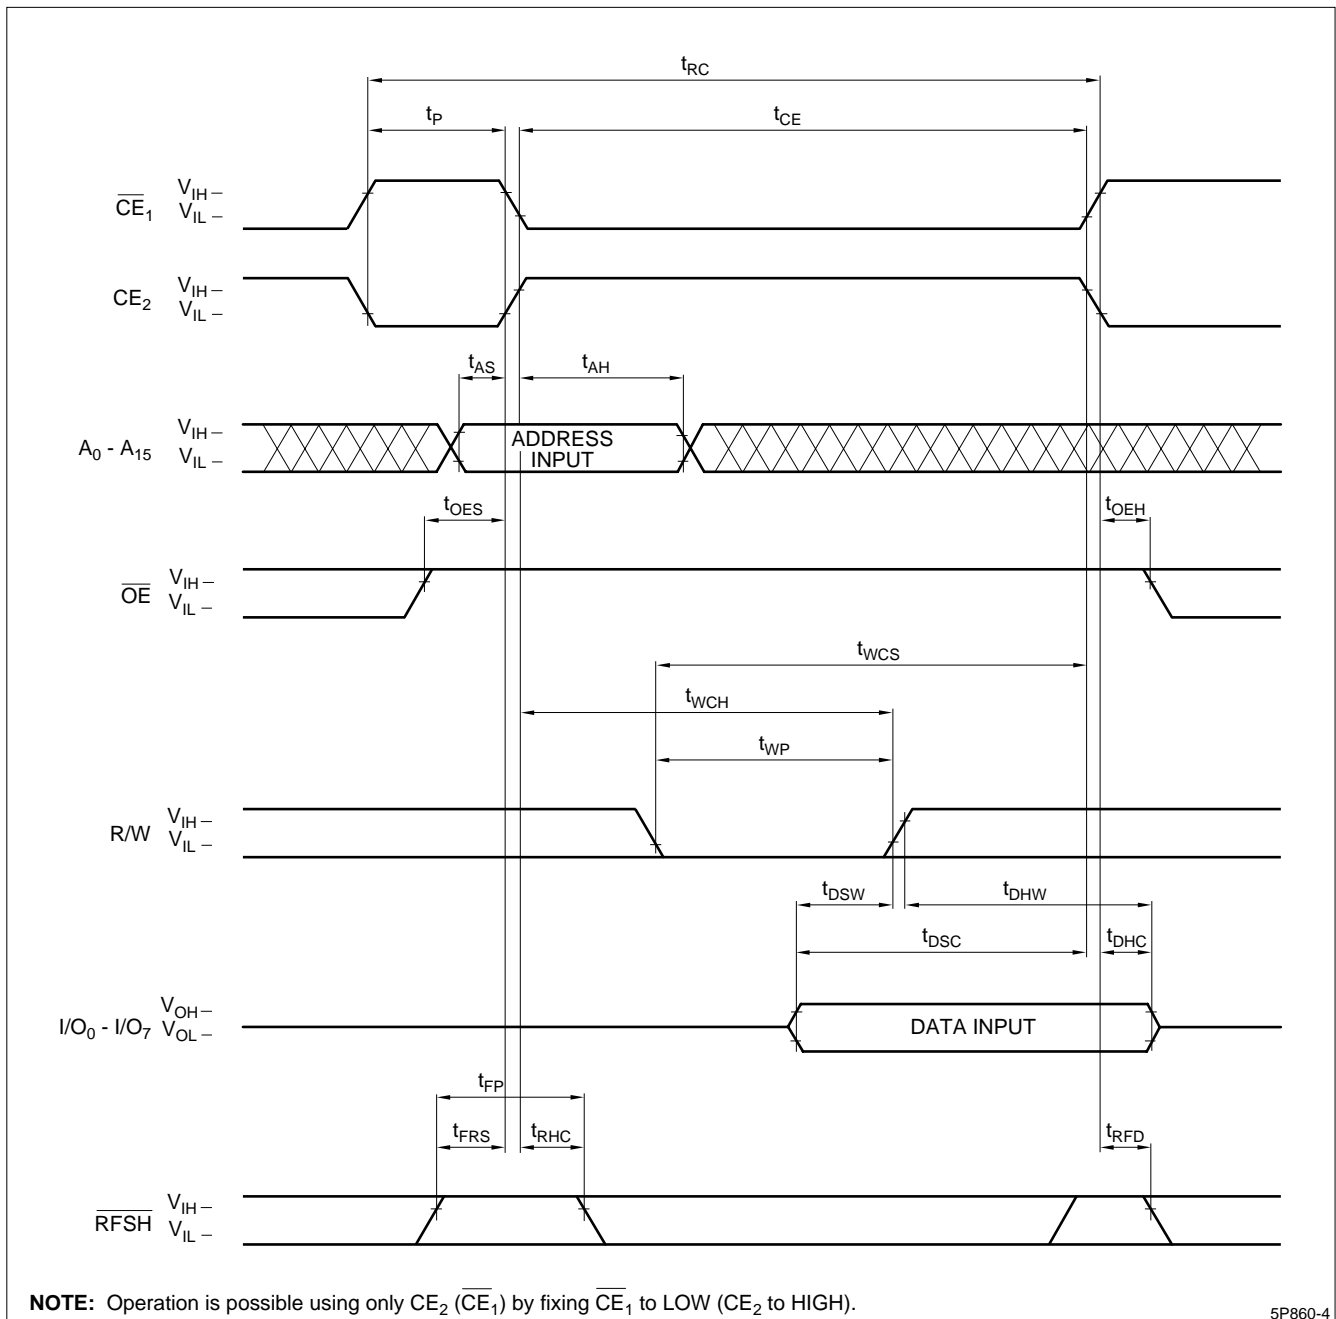 tRC
tP tCE
CE1 VIH VIL
CE2 VIH VIL
tAS tAH
A0 - A15 VIH VIL ADDRESS INPUT
tOES tOEH
OE VIH VIL
tWCS
tWCH
tWP
R/W VIH VIL
tDSW tDHW
tDSC tDHC
I/O0 - I/O7 VOH VOL DATA INPUT
tFP
tFRS tRHC tRFD
RFSH VIH VIL
NOTE: Operation is possible using only CE2 (CE1) by fixing CE1 to LOW (CE2 to HIGH).
5P860-4